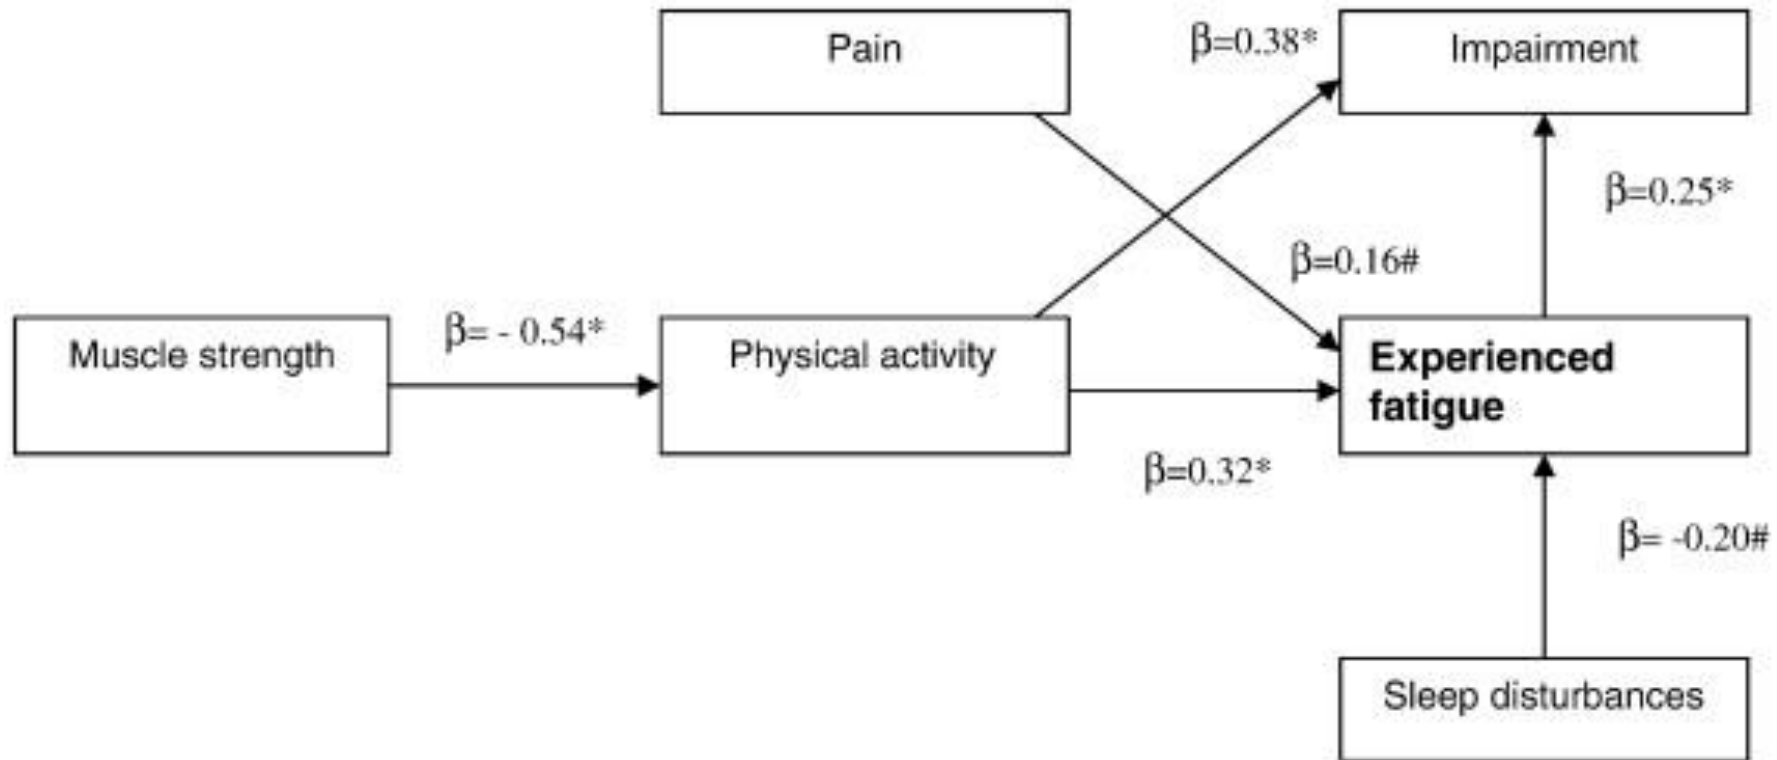 Pain
β=0.38*
Impairment
β=0.25*
β=0.16#
Muscle strength
β= - 0.54*
Physical activity
Experienced
fatigue
β=0.32*
β= -0.20#
Sleep disturbances